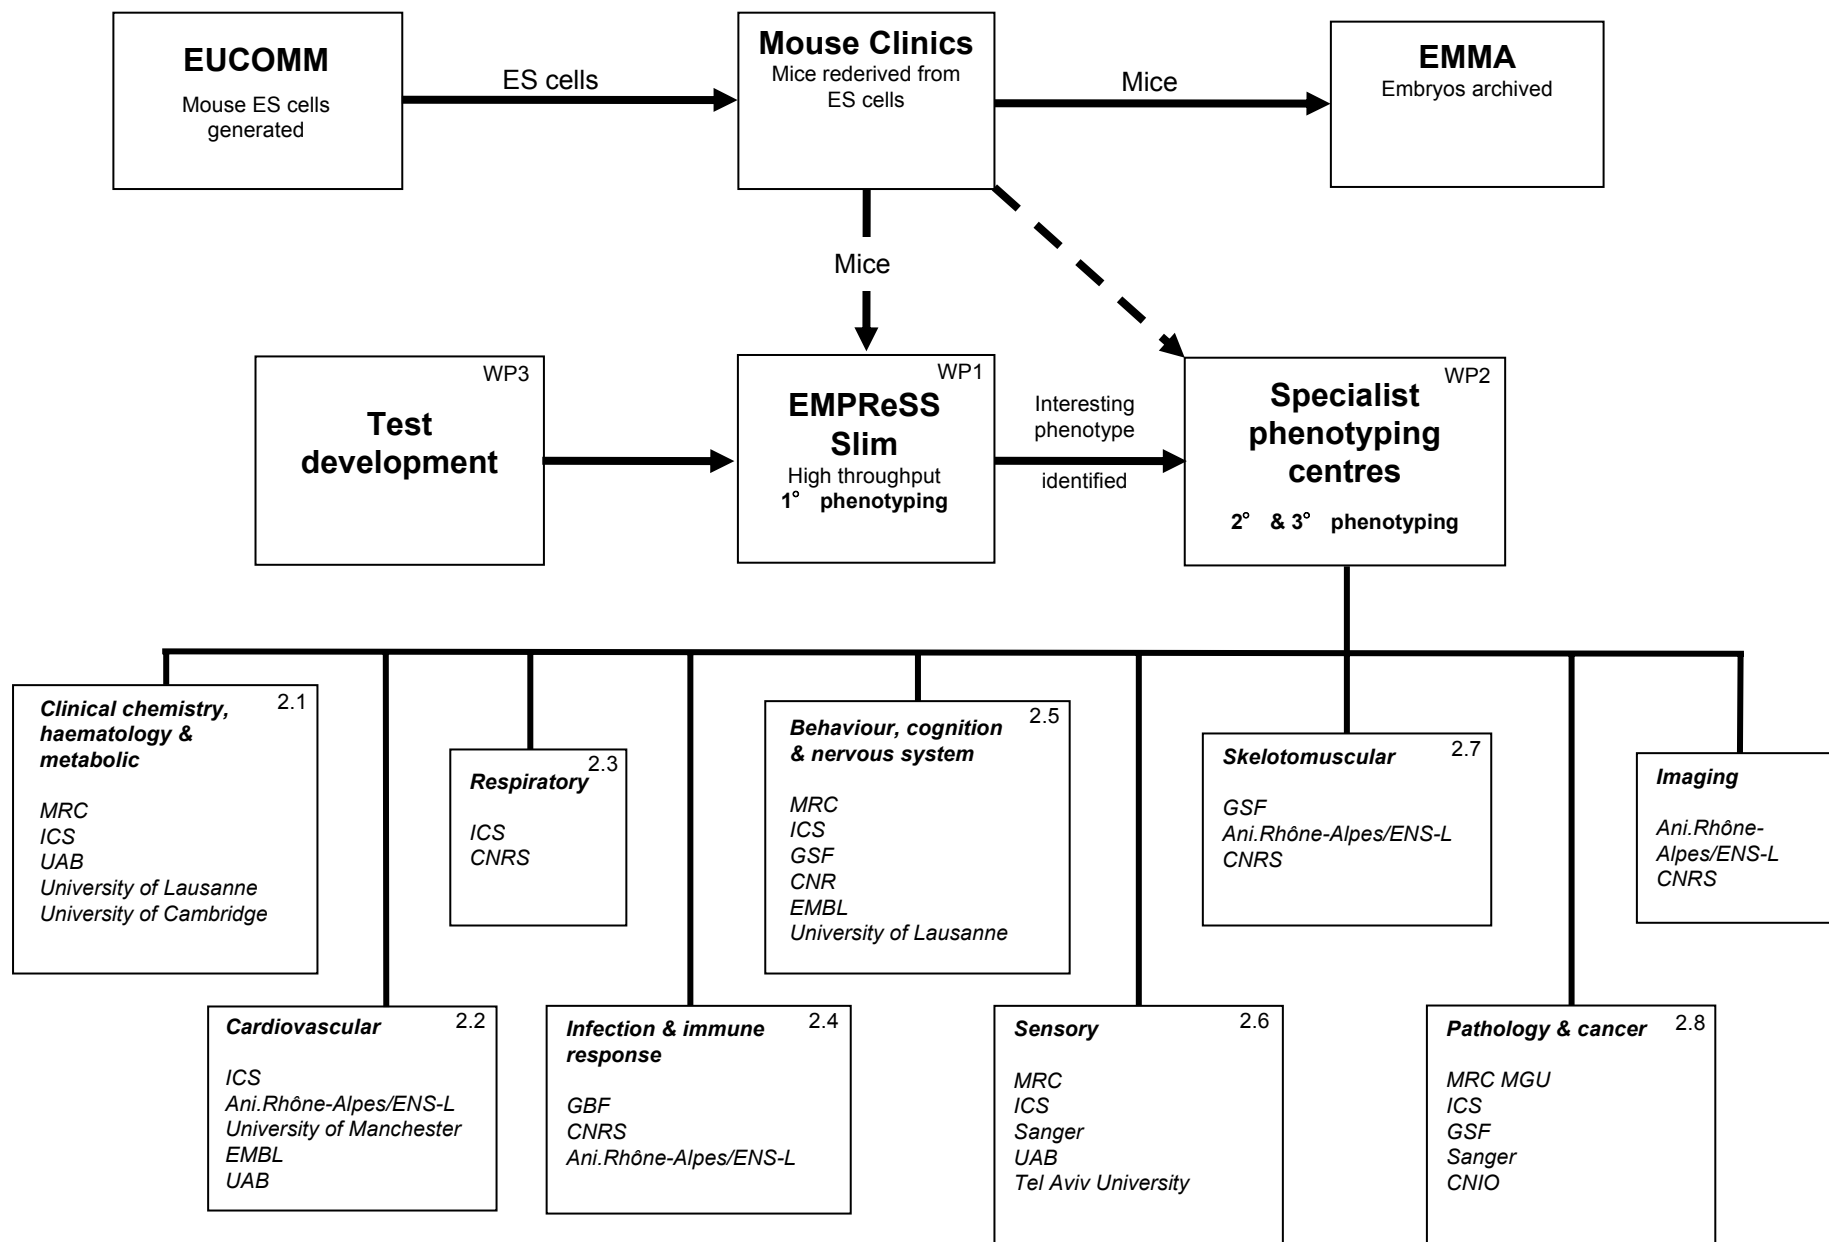 EUCOMM
Mouse ES cells
generated
ES cells
Mouse Clinics
Mice rederived from
ES cells
Mice
EMMA
Embryos archived
Mice
WP3
Test
development
WP1
EMPReSS
Slim
High throughput
1° phenotyping
Interesting
phenotype
identified
WP2
Specialist
phenotyping
centres
2° & 3° phenotyping
2.1
Clinical chemistry,
haematology &
metabolic
MRC
ICS
UAB
University of Lausanne
University of Cambridge
2.3
Respiratory
ICS
CNRS
2.5
Behaviour, cognition
& nervous system
MRC
ICS
GSF
CNR
EMBL
University of Lausanne
2.7
Skelotomuscular
GSF
Ani.Rhône-Alpes/ENS-L
CNRS
Imaging
Ani.Rhône-
Alpes/ENS-L
CNRS
2.2
Cardiovascular
ICS
Ani.Rhône-Alpes/ENS-L
University of Manchester
EMBL
UAB
2.4
Infection & immune
response
GBF
CNRS
Ani.Rhône-Alpes/ENS-L
2.6
Sensory
MRC
ICS
Sanger
UAB
Tel Aviv University
2.8
Pathology & cancer
MRC MGU
ICS
GSF
Sanger
CNIO